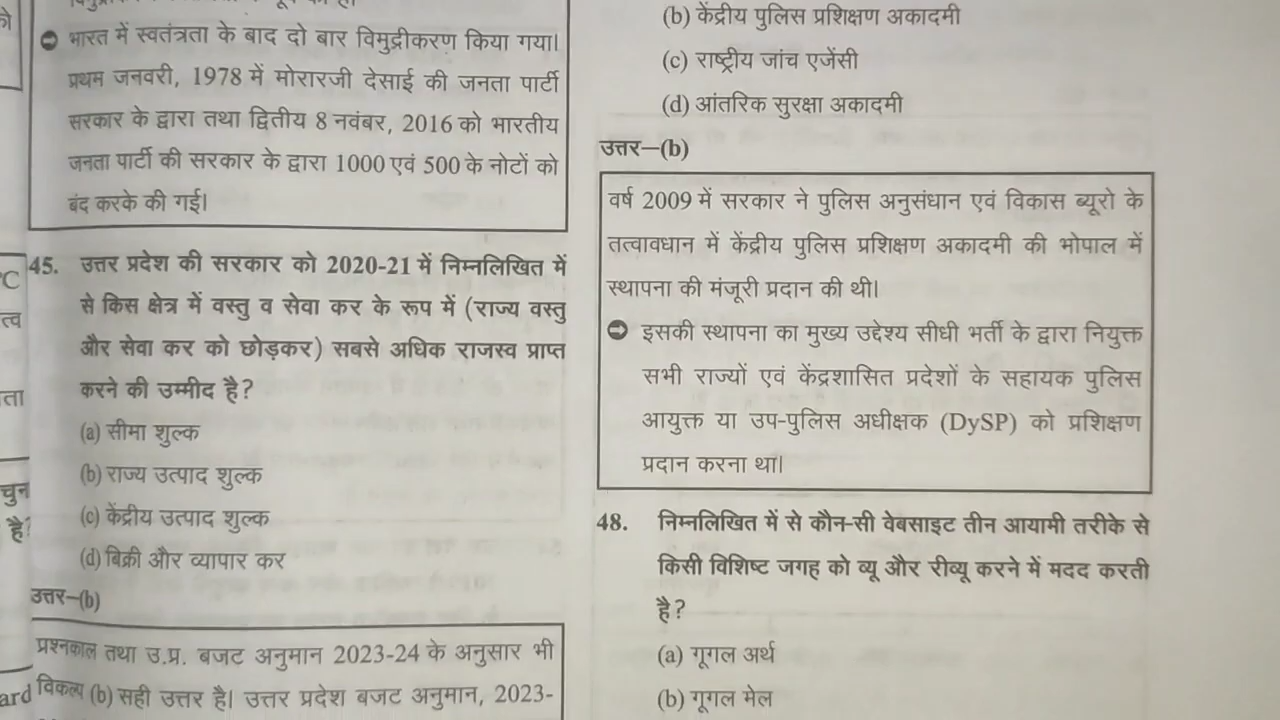 भारत में स्वतंत्रता के बाद दो बार विमुद्रीकरण किया गया।
प्रथम जनवरी, 1978 में मोरारजी देसाई की जनता पार्टी
सरकार के द्वारा तथा द्वितीय 8 नवंबर, 2016 को भारतीय
जनता पार्टी की सरकार के द्वारा 1000 एवं 500 के नोटों को
बंद करके की गई।
45. उत्तर प्रदेश की सरकार को 2020-21 में निम्नलिखित में
से किस क्षेत्र में वस्तु व सेवा कर के रूप में (राज्य वस्तु
और सेवा कर को छोड़कर) सबसे अधिक राजस्व प्राप्त
करने की उम्मीद है?
(a) सीमा शुल्क
(b) राज्य उत्पाद शुल्क
(c) केंद्रीय उत्पाद शुल्क
(d) बिक्री और व्यापार कर
उत्तर—(b)
प्रश्नकाल तथा उ.प्र. बजट अनुमान 2023-24 के अनुसार भी
विकल्प (b) सही उत्तर है। उत्तर प्रदेश बजट अनुमान, 2023-
(b) केंद्रीय पुलिस प्रशिक्षण अकादमी
(c) राष्ट्रीय जांच एजेंसी
(d) आंतरिक सुरक्षा अकादमी
उत्तर—(b)
वर्ष 2009 में सरकार ने पुलिस अनुसंधान एवं विकास ब्यूरो के
तत्वावधान में केंद्रीय पुलिस प्रशिक्षण अकादमी की भोपाल में
स्थापना की मंजूरी प्रदान की थी।
इसकी स्थापना का मुख्य उद्देश्य सीधी भर्ती के द्वारा नियुक्त
सभी राज्यों एवं केंद्रशासित प्रदेशों के सहायक पुलिस
आयुक्त या उप-पुलिस अधीक्षक (DySP) को प्रशिक्षण
प्रदान करना था।
48. निम्नलिखित में से कौन-सी वेबसाइट तीन आयामी तरीके से
किसी विशिष्ट जगह को व्यू और रीव्यू करने में मदद करती
है?
(a) गूगल अर्थ
(b) गूगल मेल